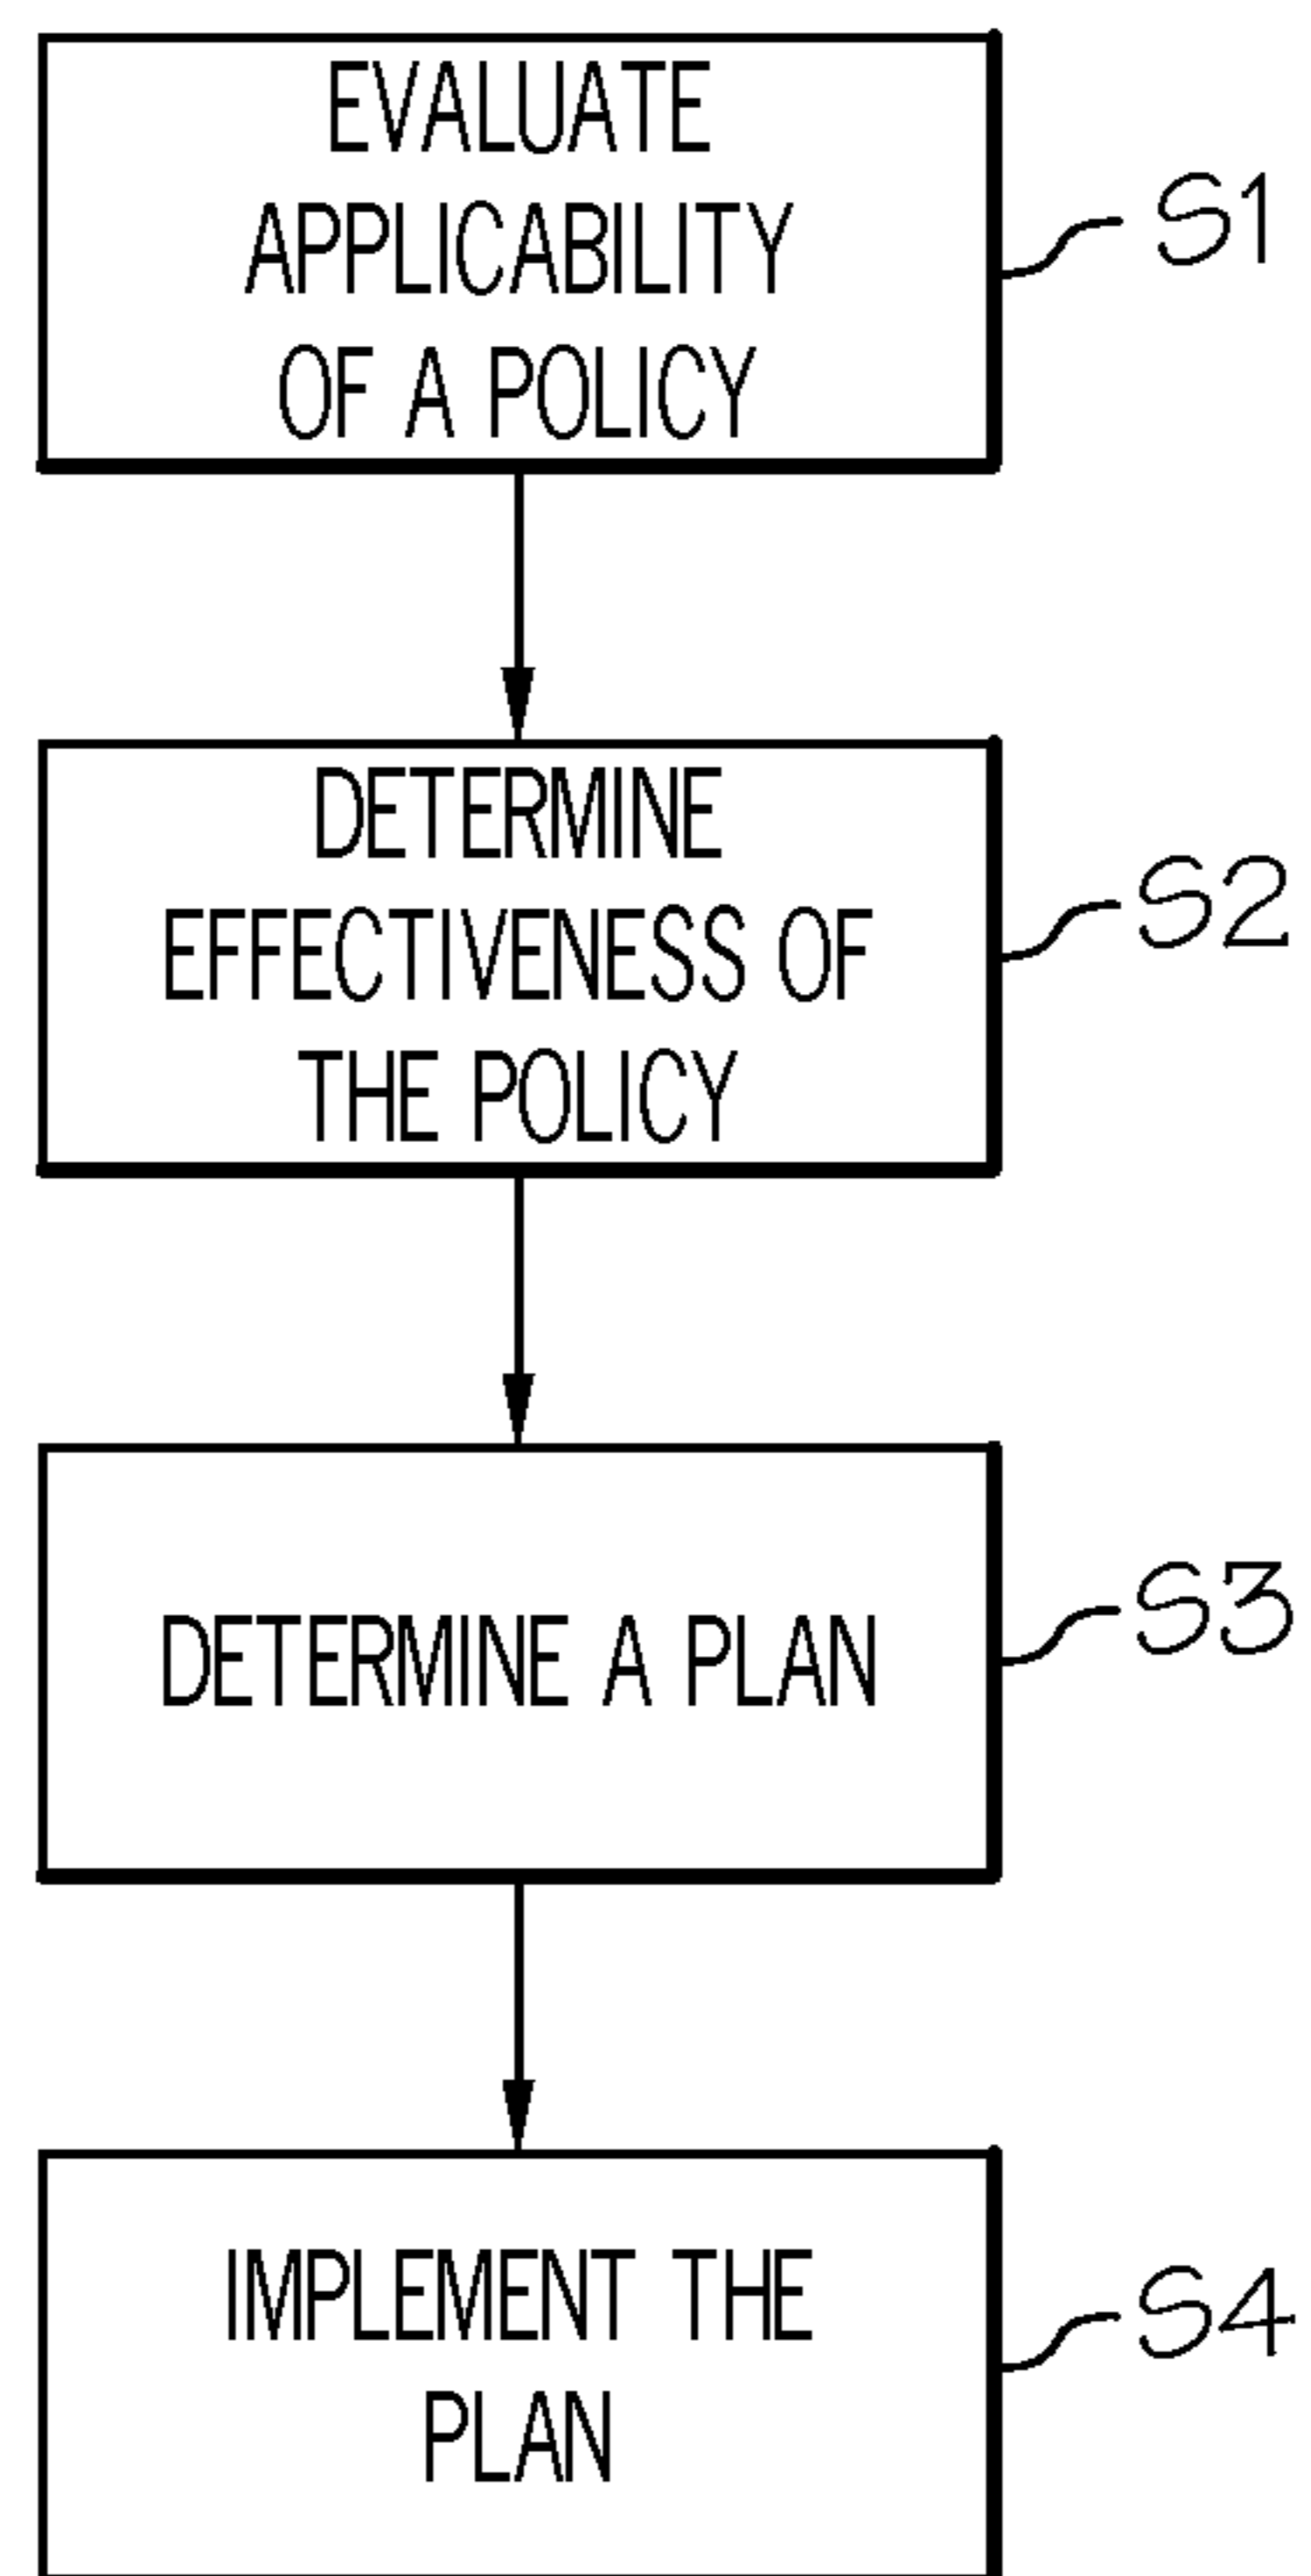 EVALUATE
APPLICABILITY
OF A POLICY
S1
DETERMINE
EFFECTIVENESS OF
THE POLICY
S2
DETERMINE A PLAN
S3
IMPLEMENT THE
PLAN
S4